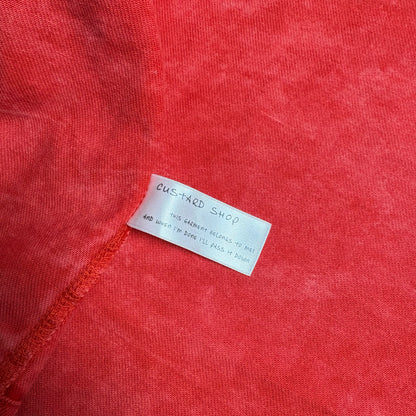 CUSTARD SHOP
THIS GARMENT BELONGS TO ME!
AND WHEN I'M DONE I'LL PASS IT DOWN